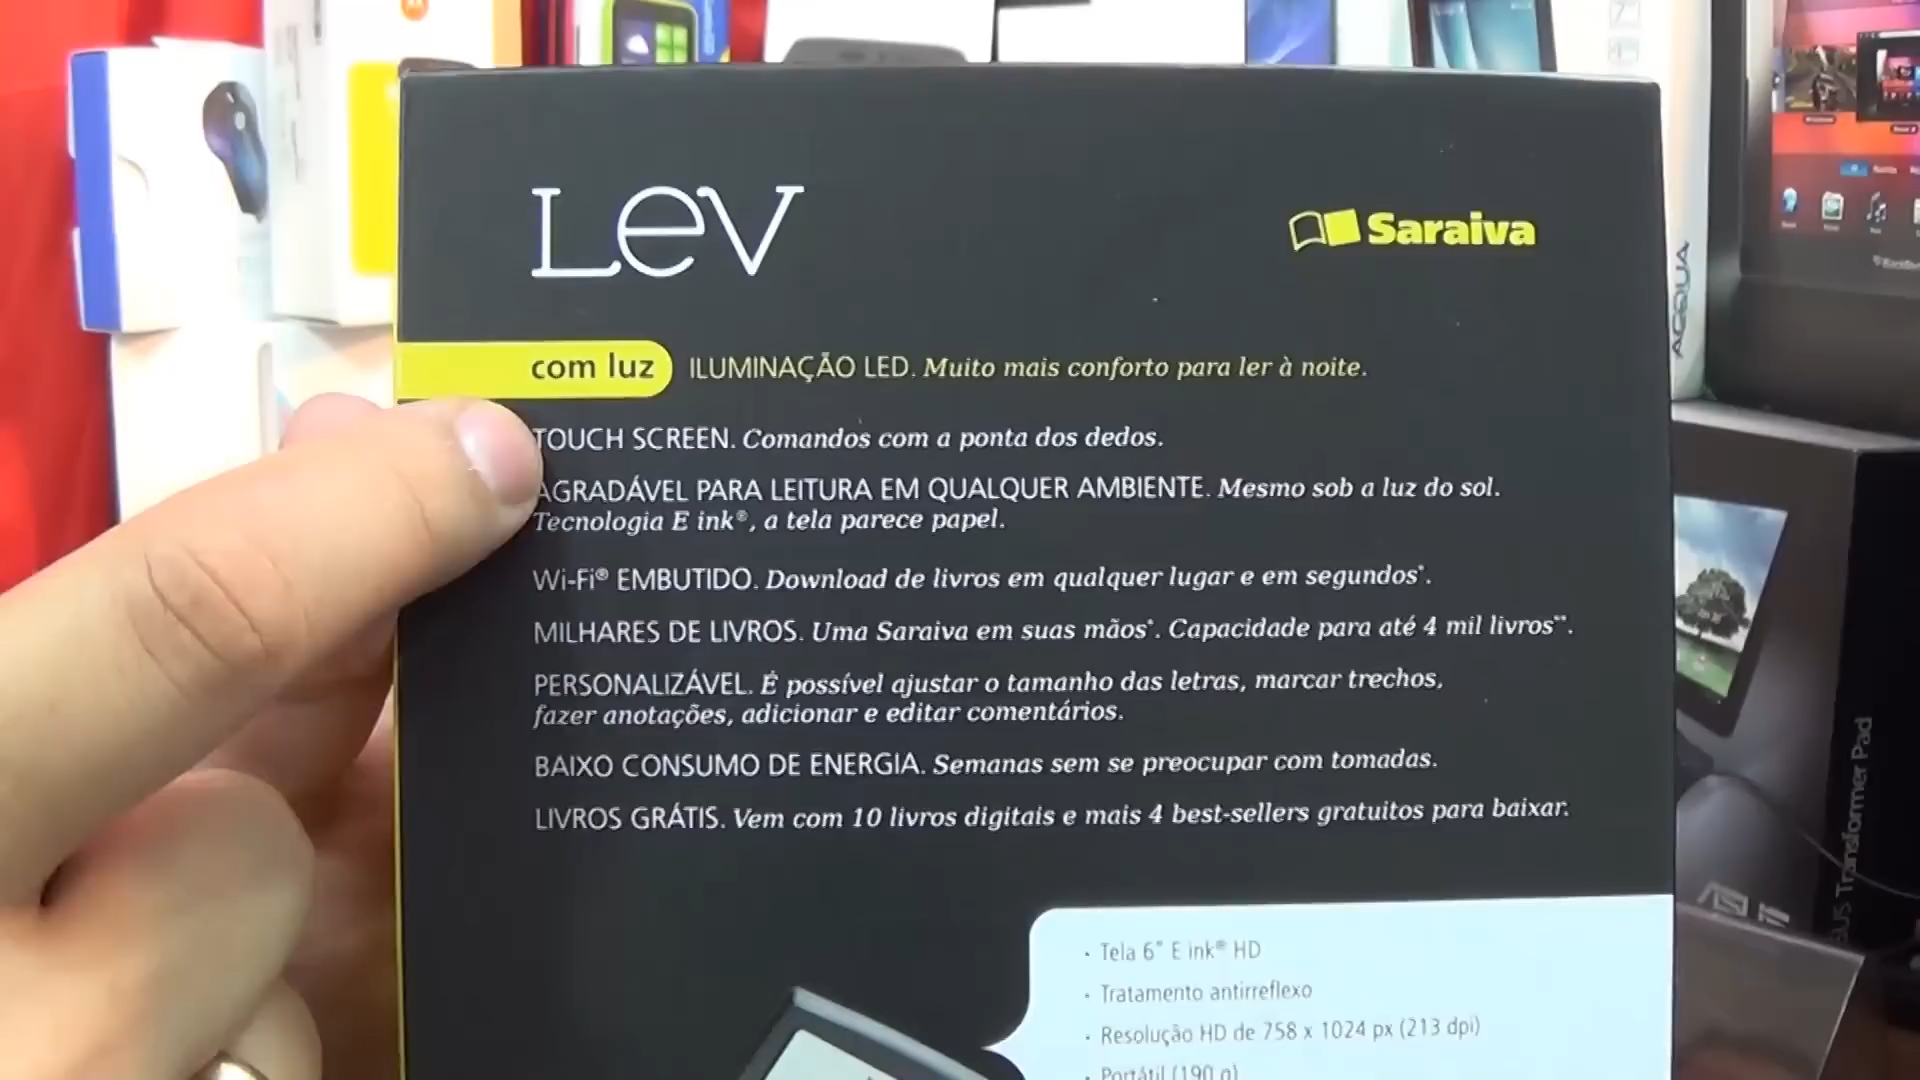 Lev
Saraiva
com luz ILUMINAÇÃO LED. Muito mais conforto para ler à noite.
TOUCH SCREEN. Comandos com a ponta dos dedos.
AGRADÁVEL PARA LEITURA EM QUALQUER AMBIENTE. Mesmo sob a luz do sol.
Tecnologia E ink®, a tela parece papel.
Wi-Fi® EMBUTIDO. Download de livros em qualquer lugar e em segundos*.
MILHARES DE LIVROS. Uma Saraiva em suas mãos*. Capacidade para até 4 mil livros**.
PERSONALIZÁVEL. É possível ajustar o tamanho das letras, marcar trechos,
fazer anotações, adicionar e editar comentários.
BAIXO CONSUMO DE ENERGIA. Semanas sem se preocupar com tomadas.
LIVROS GRÁTIS. Vem com 10 livros digitais e mais 4 best-sellers gratuitos para baixar.
· Tela 6" E ink® HD
· Tratamento antirreflexo
· Resolução HD de 758 x 1024 px (213 dpi)
· Portátil (190 g)
ACQUA
ASUS Transformer Pad